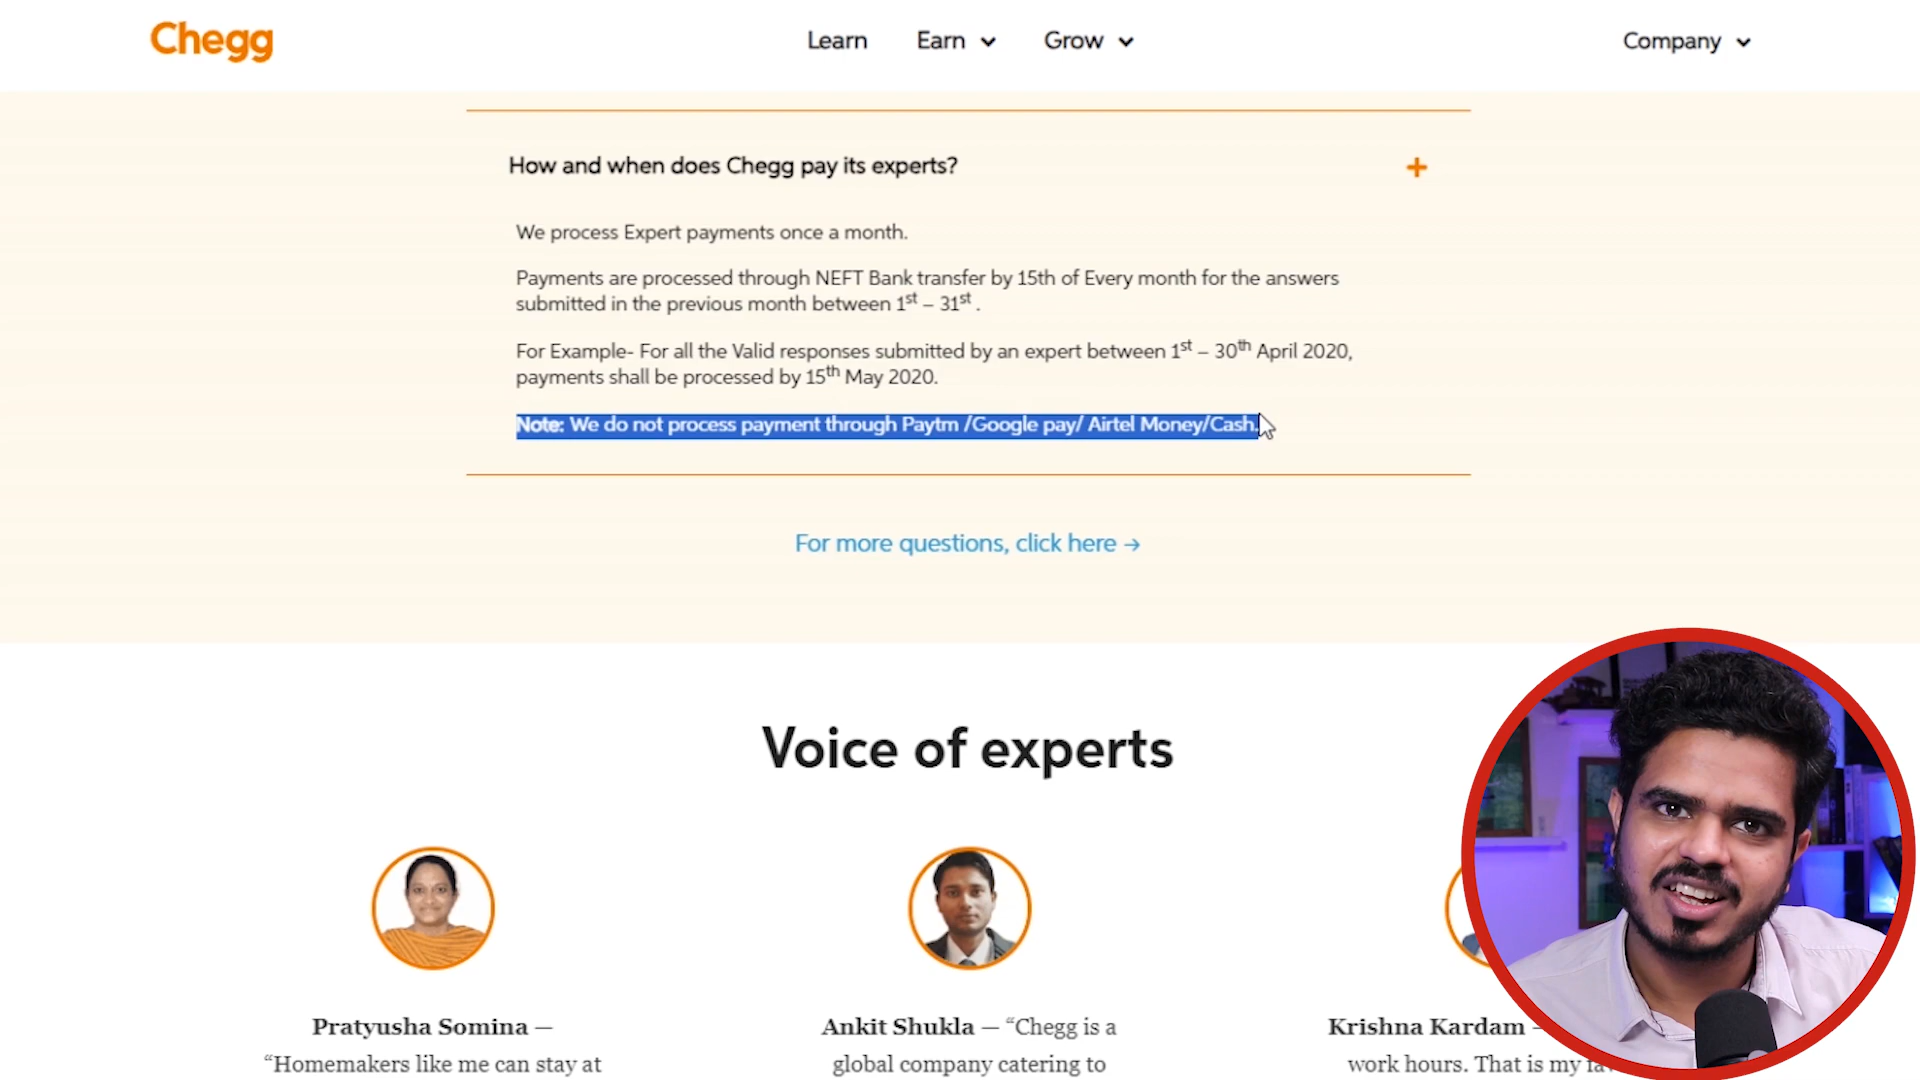 Chegg
Learn
Earn
Grow
Company
How and when does Chegg pay its experts?
We process Expert payments once a month.
Payments are processed through NEFT Bank transfer by 15th of Every month for the answers
submitted in the previous month between 1st – 31st .
For Example- For all the Valid responses submitted by an expert between 1st – 30th April 2020,
payments shall be processed by 15th May 2020.
Note: We do not process payment through Paytm /Google pay/ Airtel Money/Cash.
For more questions, click here →
Voice of experts
Pratyusha Somina —
“Homemakers like me can stay at
Ankit Shukla — “Chegg is a
global company catering to
Krishna Kardam –
work hours. That is my